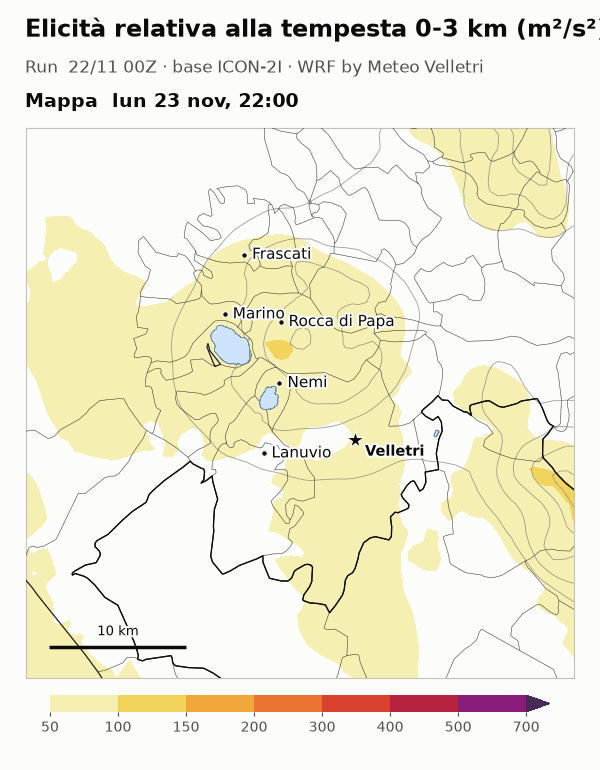 Elicità relativa alla tempesta 0-3 km (m²/s²)
Run 22/11 00Z · base ICON-2I · WRF by Meteo Velletri
Mappa lun 23 nov, 22:00
Frascati
Marino
Rocca di Papa
Nemi
Velletri
Lanuvio
10 km
50 100 150 200 300 400 500 700